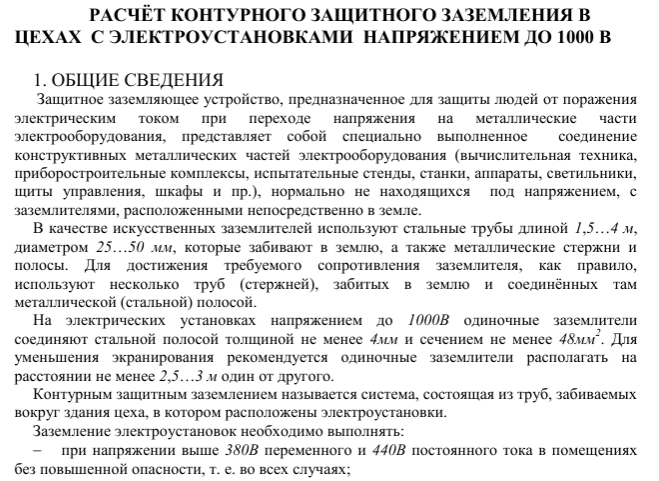 РАСЧЁТ КОНТУРНОГО ЗАЩИТНОГО ЗАЗЕМЛЕНИЯ В
ЦЕХАХ С ЭЛЕКТРОУСТАНОВКАМИ НАПРЯЖЕНИЕМ ДО 1000 В
1. ОБЩИЕ СВЕДЕНИЯ
Защитное заземляющее устройство, предназначенное для защиты людей от поражения
электрическим током при переходе напряжения на металлические части
электрооборудования, представляет собой специально выполненное соединение
конструктивных металлических частей электрооборудования (вычислительная техника,
приборостроительные комплексы, испытательные стенды, станки, аппараты, светильники,
щиты управления, шкафы и пр.), нормально не находящихся под напряжением, с
заземлителями, расположенными непосредственно в земле.
В качестве искусственных заземлителей используют стальные трубы длиной 1,5…4 м,
диаметром 25…50 мм, которые забивают в землю, а также металлические стержни и
полосы. Для достижения требуемого сопротивления заземлителя, как правило,
используют несколько труб (стержней), забитых в землю и соединённых там
металлической (стальной) полосой.
На электрических установках напряжением до 1000В одиночные заземлители
соединяют стальной полосой толщиной не менее 4мм и сечением не менее 48мм². Для
уменьшения экранирования рекомендуется одиночные заземлители располагать на
расстоянии не менее 2,5…3 м один от другого.
Контурным защитным заземлением называется система, состоящая из труб, забиваемых
вокруг здания цеха, в котором расположены электроустановки.
Заземление электроустановок необходимо выполнять:
− при напряжении выше 380В переменного и 440В постоянного тока в помещениях
без повышенной опасности, т. е. во всех случаях;